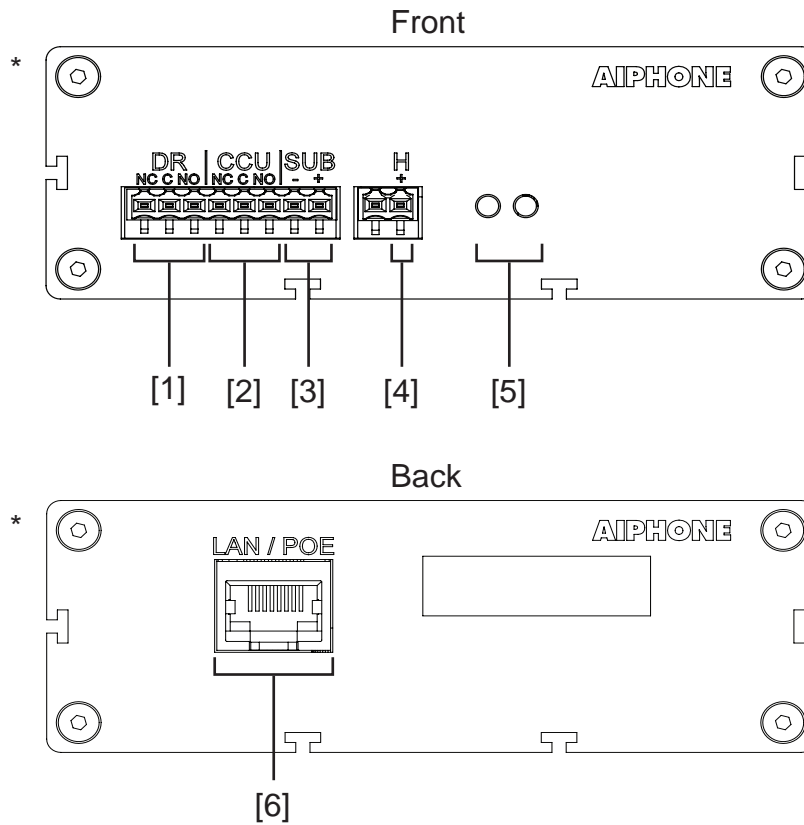 Front
*
AIPHONE
DR CCU SUB H
NC C NO NC C NO - + +
[1] [2] [3] [4] [5]
Back
*
AIPHONE
LAN / POE
[6]